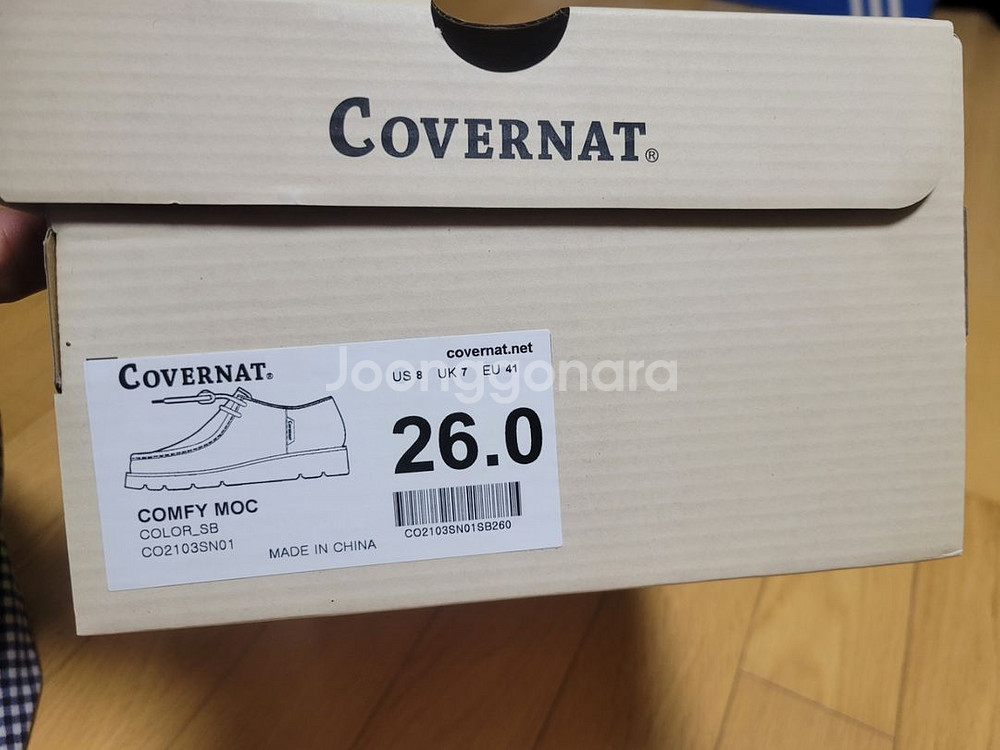 COVERNAT®
COVERNAT®
covernat.net
US 8 UK 7 EU 41
Joonggonara
26.0
COMFY MOC
COLOR_SB
CO2103SN01
MADE IN CHINA
CO2103SN01SB260